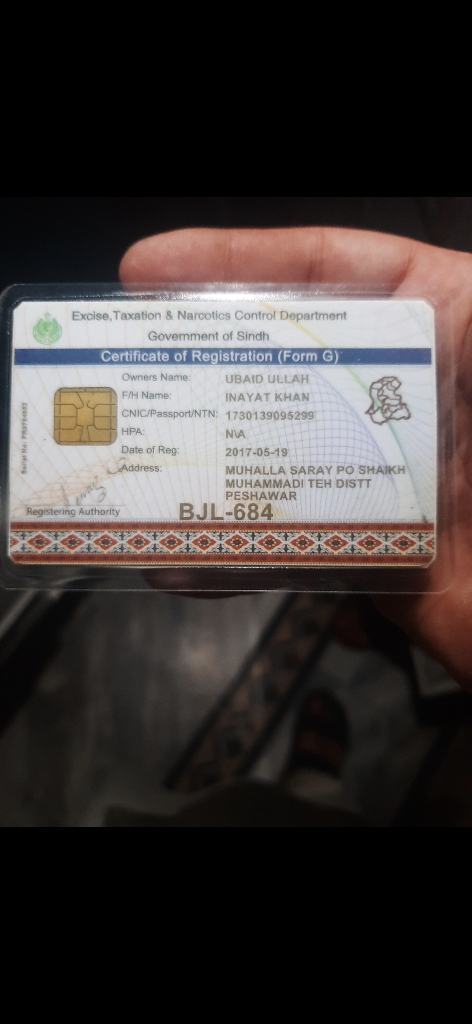 Excise,Taxation & Narcotics Control Department
Government of Sindh
Certificate of Registration (Form G)
Owners Name: UBAID ULLAH
F/H Name: INAYAT KHAN
CNIC/Passport/NTN: 1730139095299
HPA: N\A
Date of Reg: 2017-05-19
Address: MUHALLA SARAY PO SHAIKH
MUHAMMADI TEH DISTT
PESHAWAR
Registering Authority
BJL-684
Serial No: